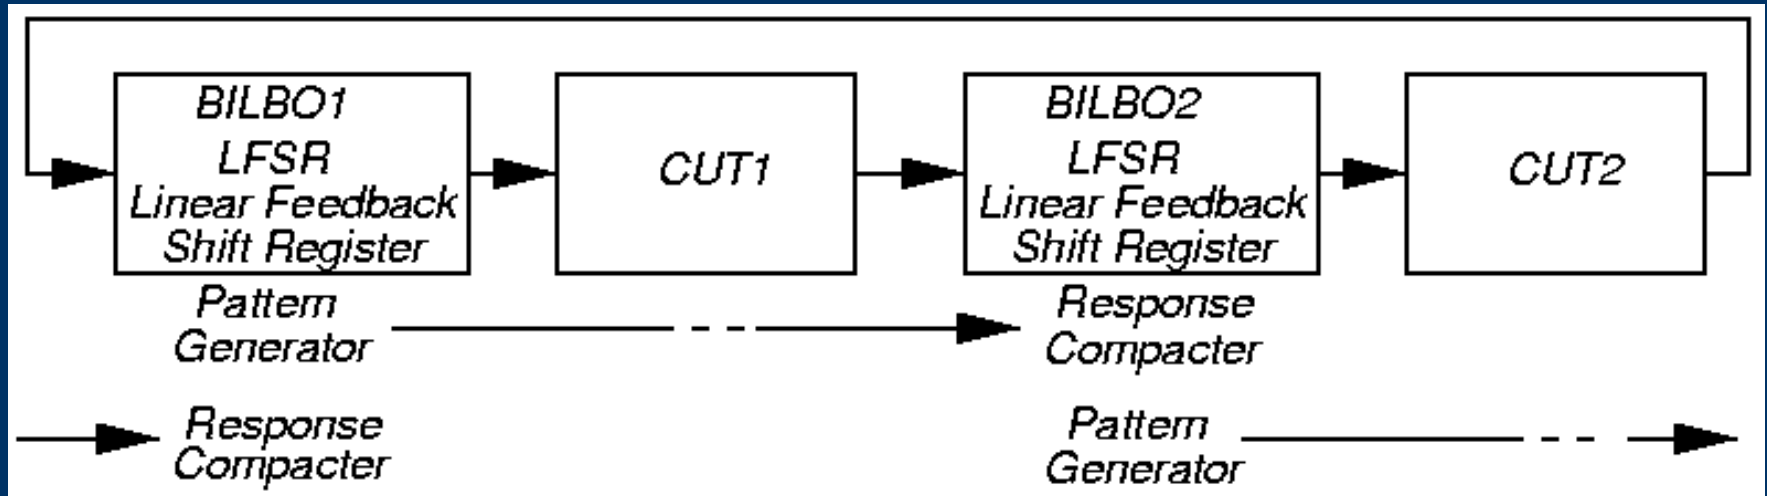 BILBO1
LFSR
Linear Feedback
Shift Register
CUT1
BILBO2
LFSR
Linear Feedback
Shift Register
CUT2
Pattern
Generator
Response
Compacter
Response
Compacter
Pattern
Generator